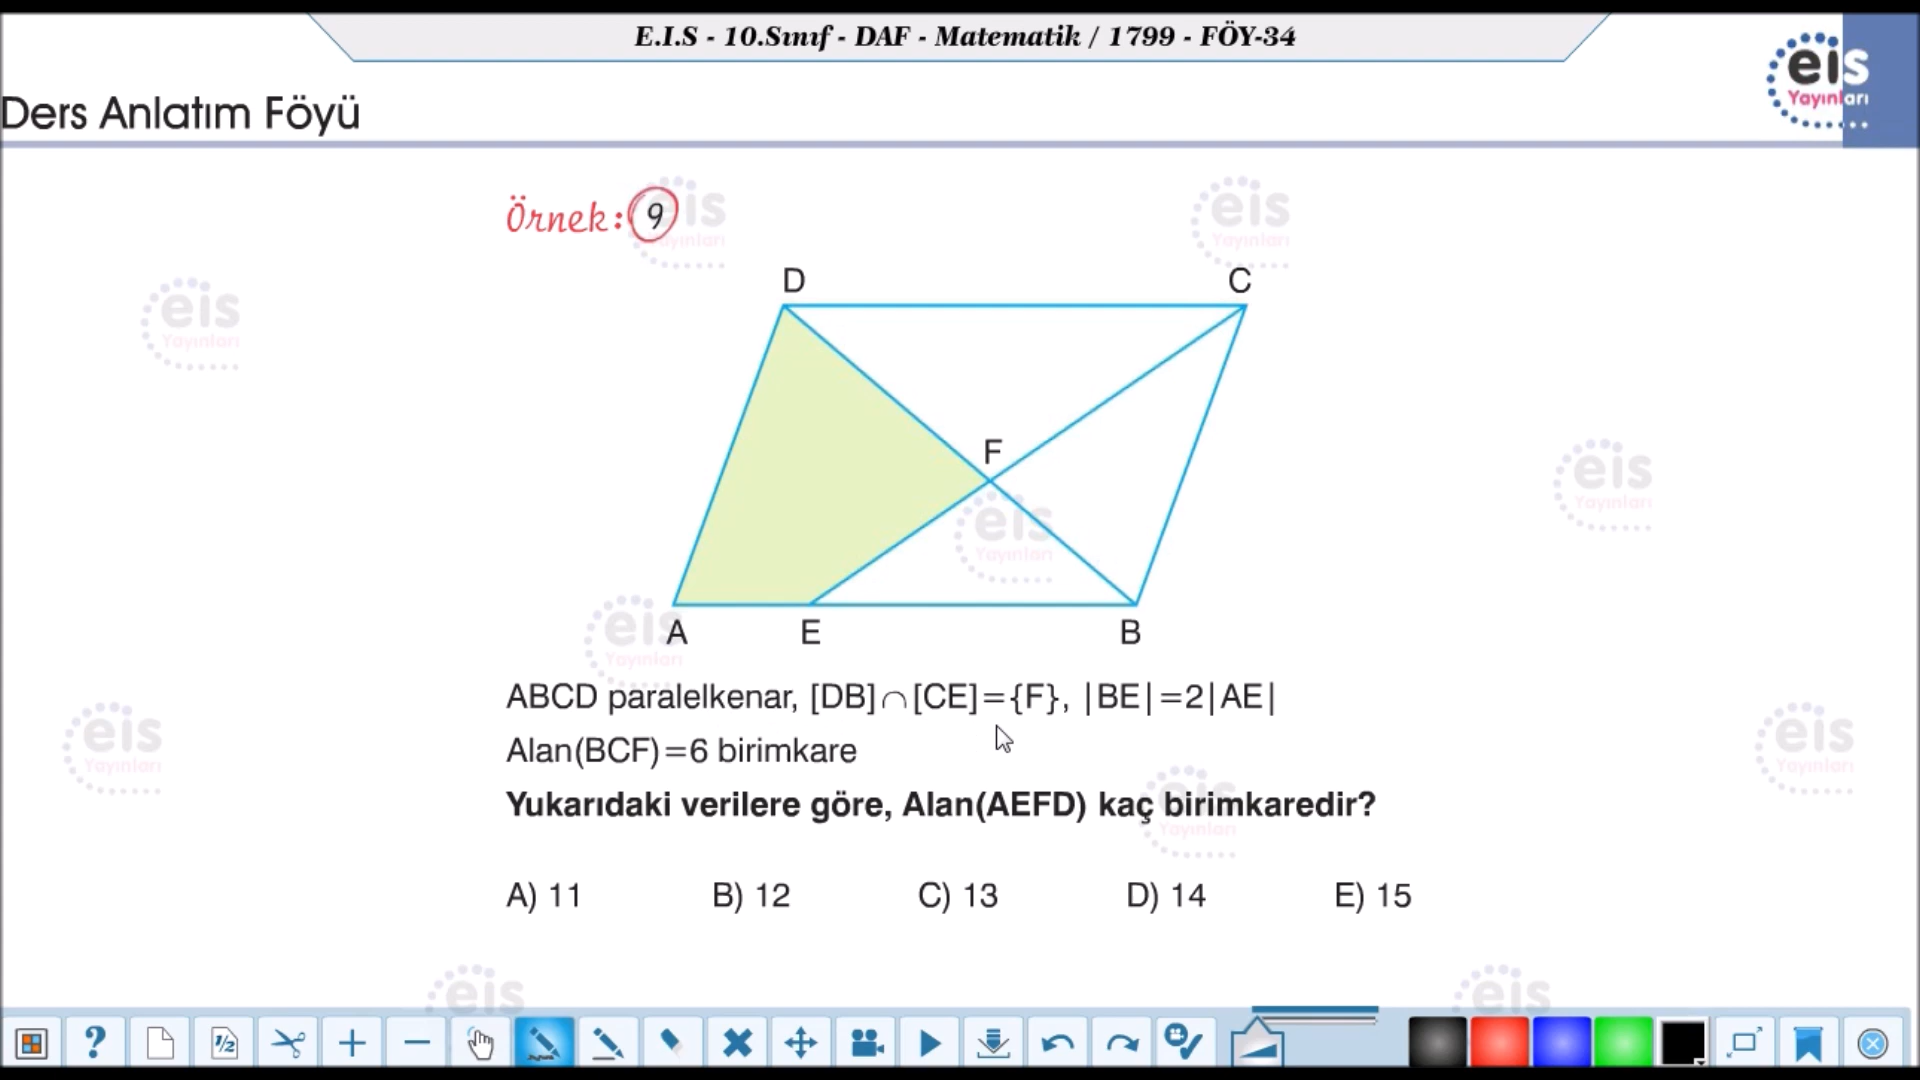 E.I.S - 10.Sınıf - DAF - Matematik / 1799 - FÖY-34
eis
Yayınları
Ders Anlatım Föyü
Örnek: 9
D
C
F
A
E
B
ABCD paralelkenar, [DB]∩[CE]={F}, |BE|=2|AE|
Alan(BCF)=6 birimkare
Yukarıdaki verilere göre, Alan(AEFD) kaç birimkaredir?
A) 11 B) 12 C) 13 D) 14 E) 15